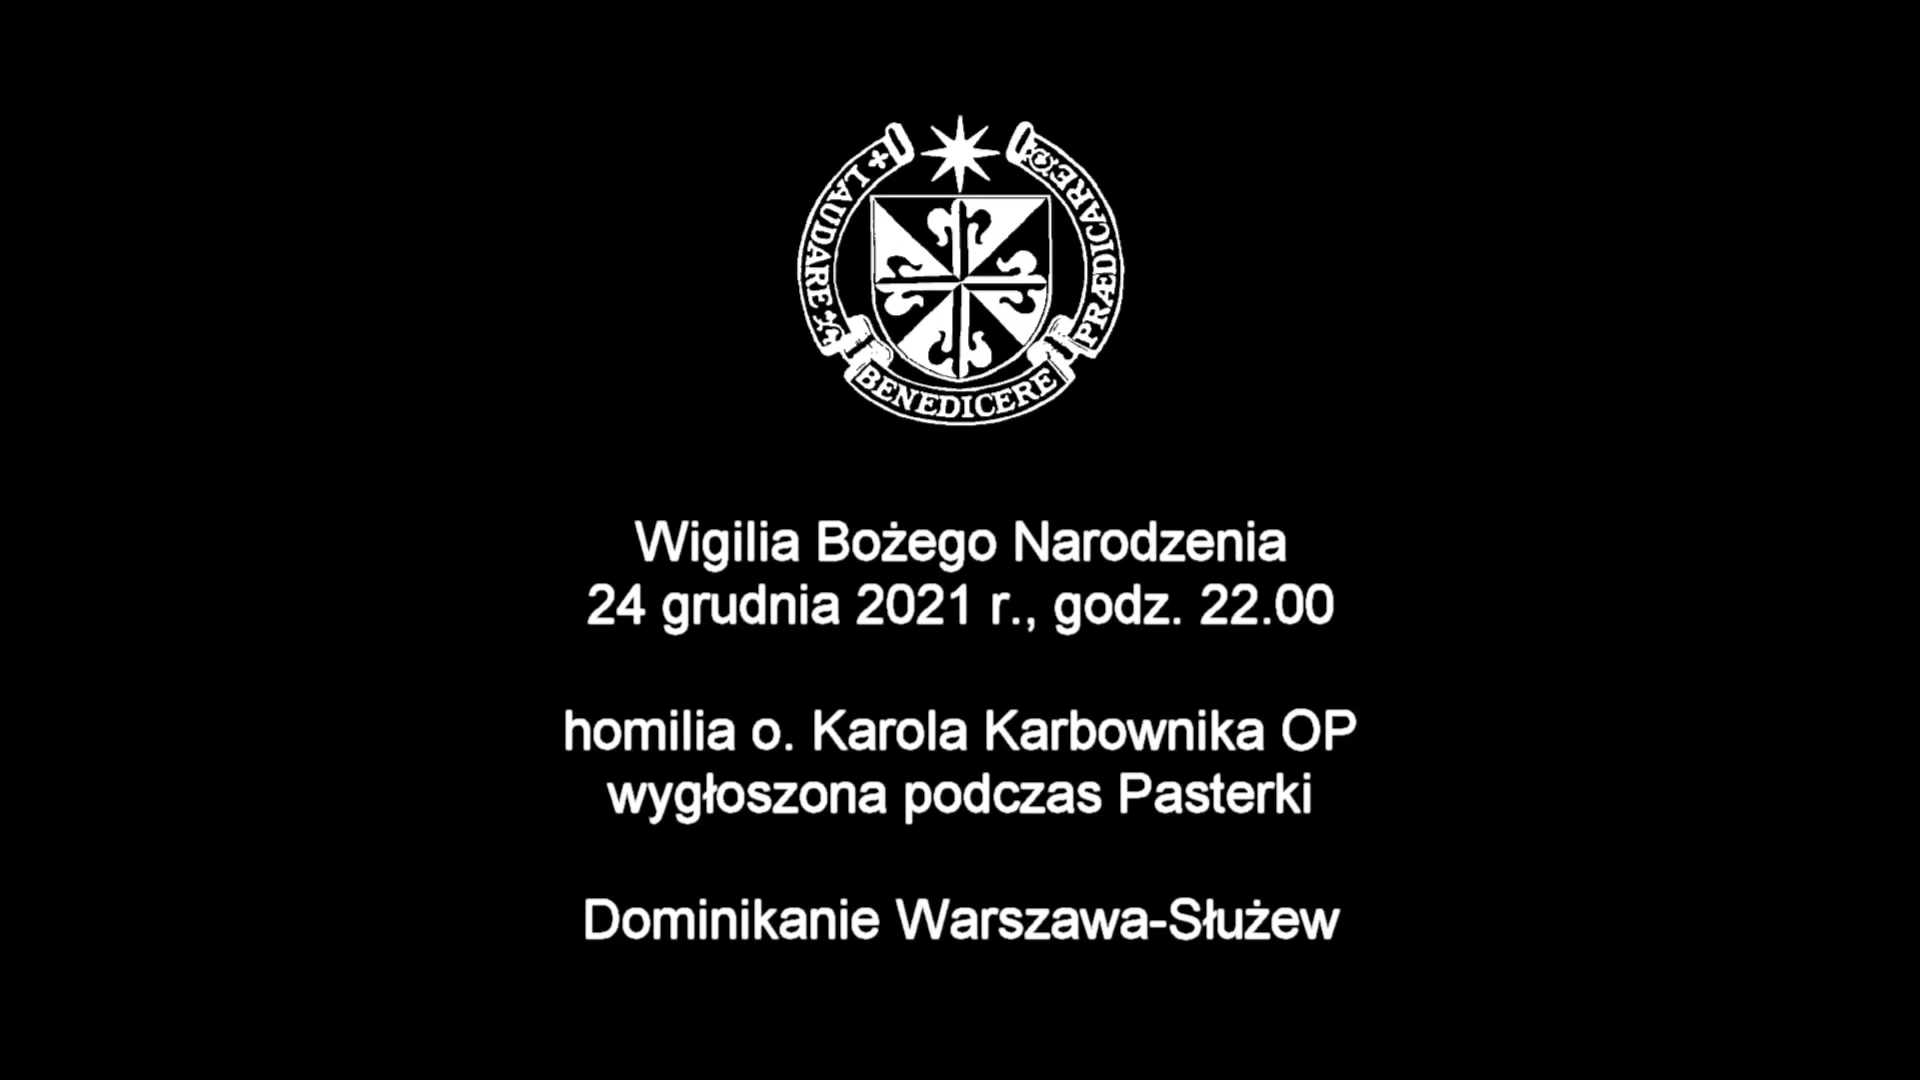 LAUDARE
BENEDICERE
PRÆDICARE
Wigilia Bożego Narodzenia
24 grudnia 2021 r., godz. 22.00
homilia o. Karola Karbownika OP
wygłoszona podczas Pasterki
Dominikanie Warszawa-Służew